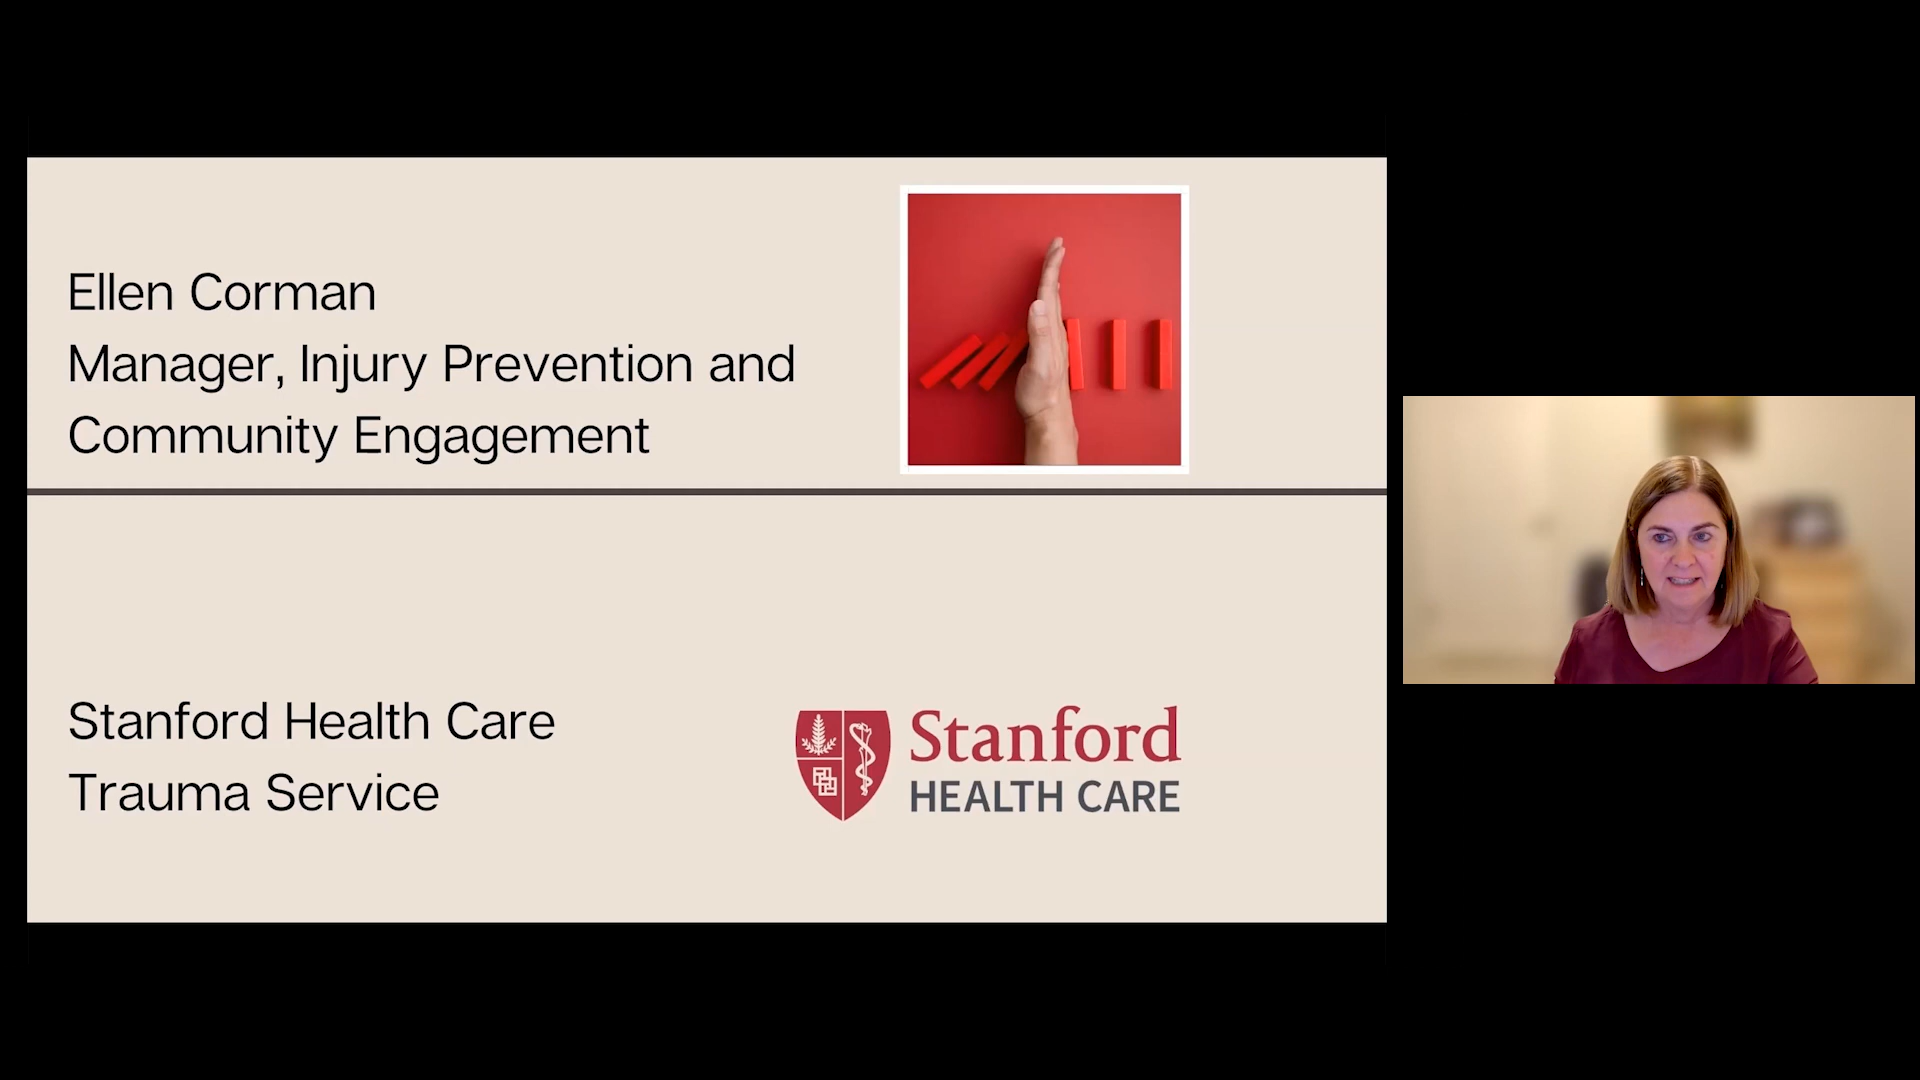 Ellen Corman
Manager, Injury Prevention and
Community Engagement
Stanford Health Care
Trauma Service
Stanford
HEALTH CARE